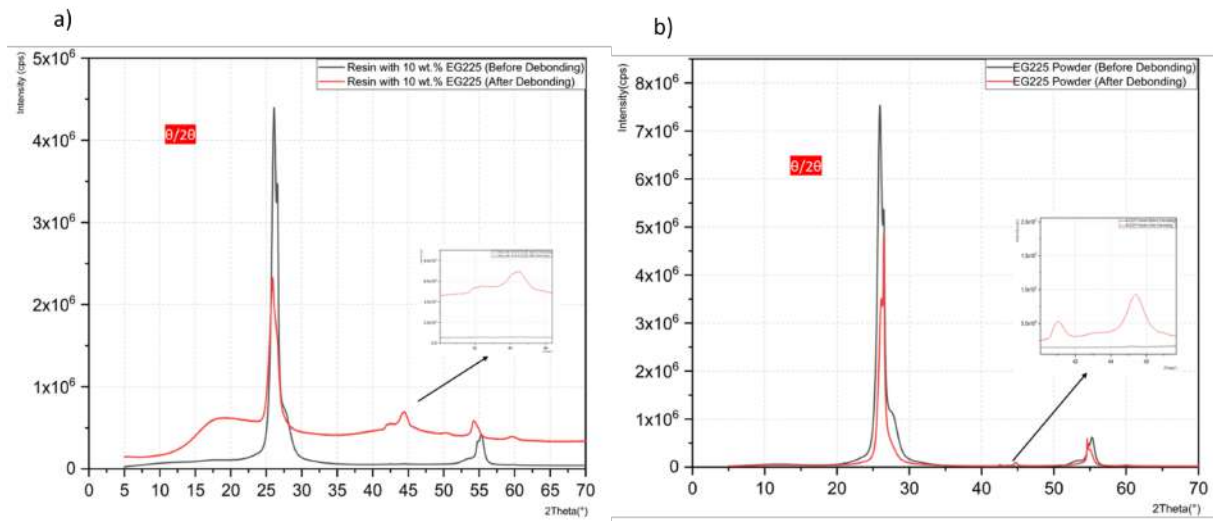 a)
b)
Resin with 10 wt.% EG225 (Before Debonding)
Resin with 10 wt.% EG225 (After Debonding)
θ/2θ
Intensity (cps)
5x10⁶
4x10⁶
3x10⁶
2x10⁶
1x10⁶
0
0 5 10 15 20 25 30 35 40 45 50 55 60 65 70
2Theta(°)
EG225 Powder (Before Debonding)
EG225 Powder (After Debonding)
θ/2θ
Intensity(cps)
8x10⁶
7x10⁶
6x10⁶
5x10⁶
4x10⁶
3x10⁶
2x10⁶
1x10⁶
0
0 10 20 30 40 50 60 70
2Theta(°)